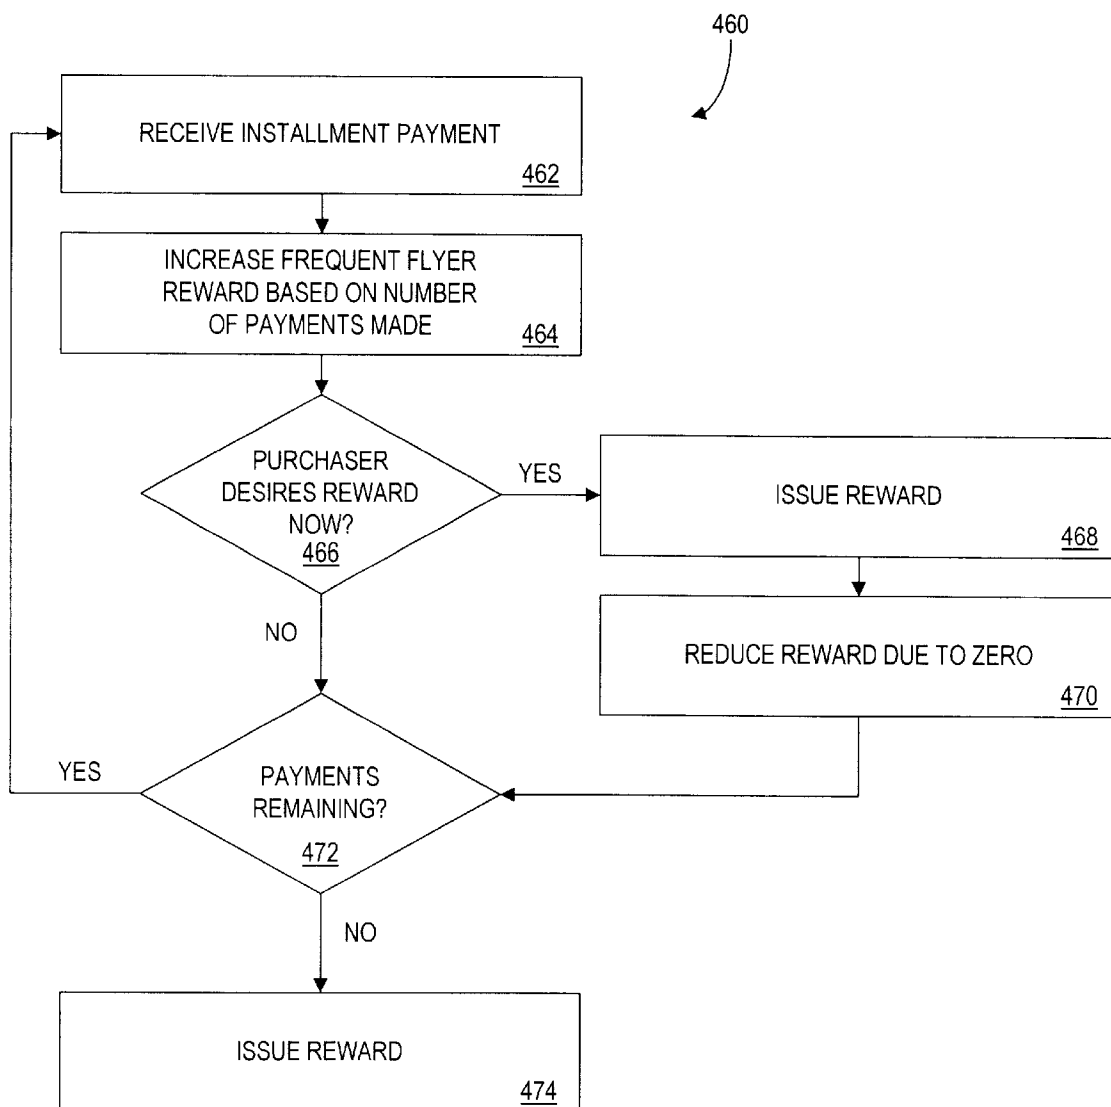 460
RECEIVE INSTALLMENT PAYMENT
462
INCREASE FREQUENT FLYER
REWARD BASED ON NUMBER
OF PAYMENTS MADE
464
PURCHASER
DESIRES REWARD
NOW?
466
YES
ISSUE REWARD
468
NO
REDUCE REWARD DUE TO ZERO
470
YES
PAYMENTS
REMAINING?
472
NO
ISSUE REWARD
474